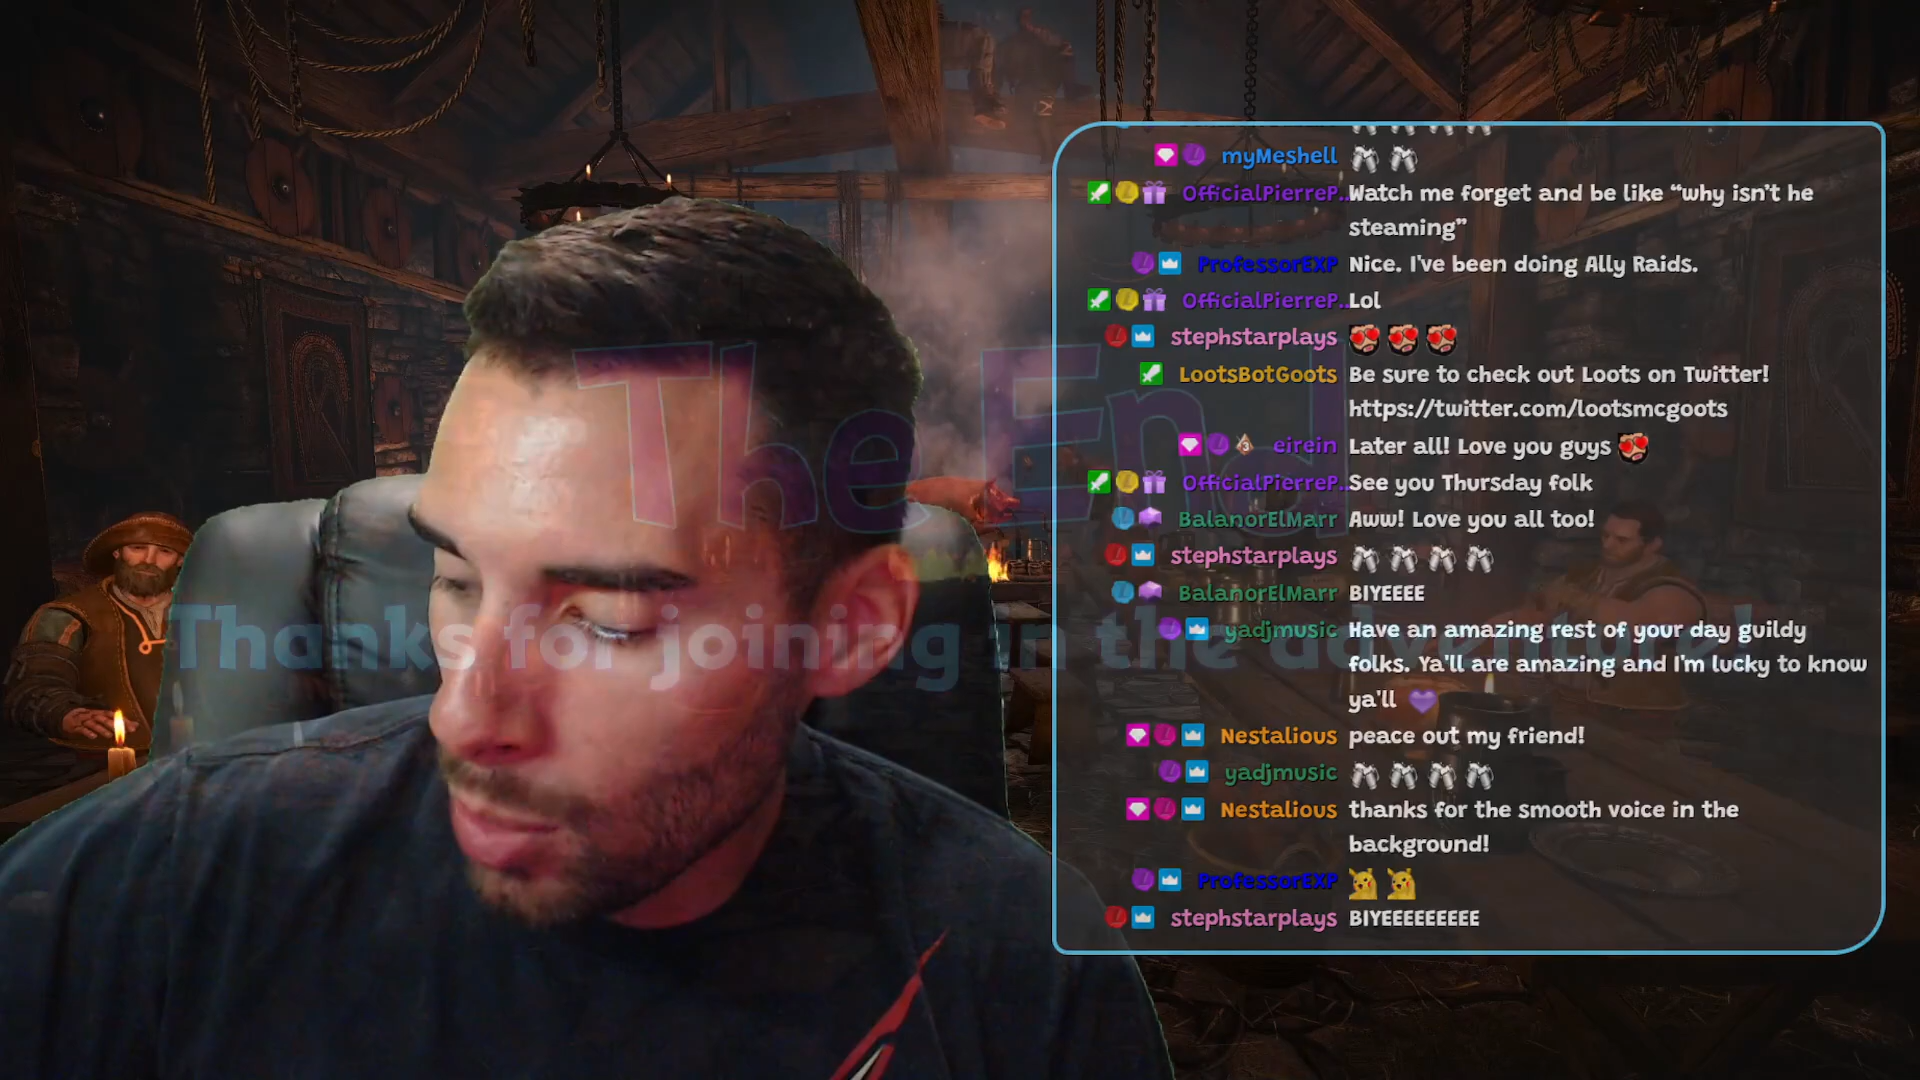 myMeshell
OfficialPierreP.. Watch me forget and be like “why isn't he
steaming”
ProfessorEXP Nice. I've been doing Ally Raids.
OfficialPierreP.. Lol
stephstarplays
LootsBotGoots Be sure to check out Loots on Twitter!
https://twitter.com/lootsmcgoots
eirein Later all! Love you guys
OfficialPierreP.. See you Thursday folk
BalanorElMarr Aww! Love you all too!
stephstarplays
BalanorElMarr BIYEEEE
yadjmusic Have an amazing rest of your day guildy
folks. Ya'll are amazing and I'm lucky to know
ya'll
Nestalious peace out my friend!
yadjmusic
Nestalious thanks for the smooth voice in the
background!
ProfessorEXP
stephstarplays BIYEEEEEEEEE
The End
Thanks for joining in the adventure!